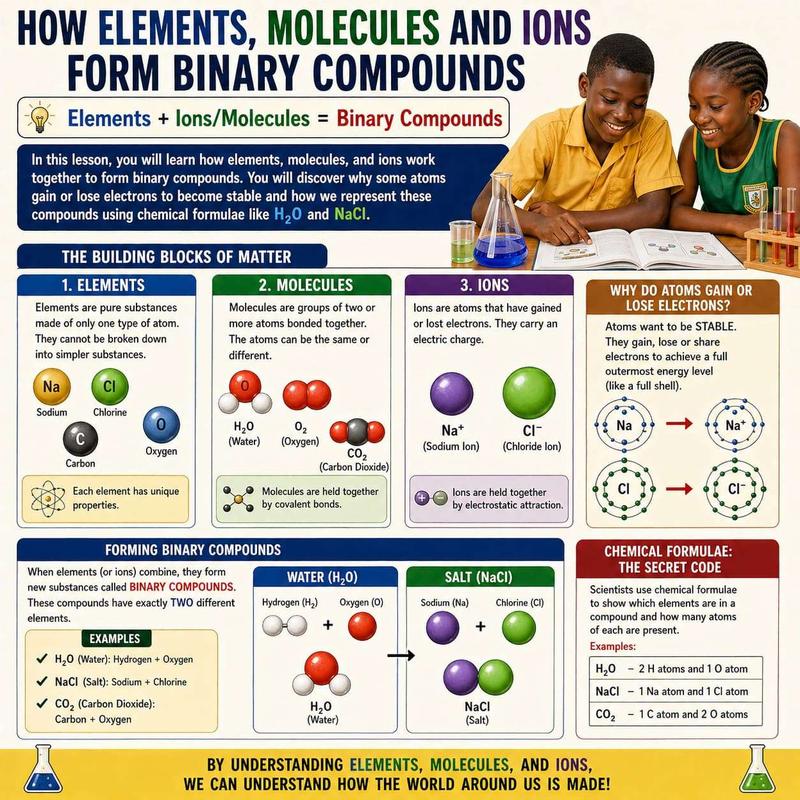 HOW ELEMENTS, MOLECULES AND IONS
FORM BINARY COMPOUNDS
Elements + Ions/Molecules = Binary Compounds
In this lesson, you will learn how elements, molecules, and ions work
together to form binary compounds. You will discover why some atoms
gain or lose electrons to become stable and how we represent these
compounds using chemical formulae like H₂O and NaCl.
THE BUILDING BLOCKS OF MATTER
1. ELEMENTS
Elements are pure substances
made of only one type of atom.
They cannot be broken down
into simpler substances.
Na
Sodium
Cl
Chlorine
C
Carbon
O
Oxygen
Each element has unique
properties.
2. MOLECULES
Molecules are groups of two or
more atoms bonded together.
The atoms can be the same or
different.
O
H₂O
(Water)
O₂
(Oxygen)
CO₂
(Carbon Dioxide)
Molecules are held together
by covalent bonds.
3. IONS
Ions are atoms that have gained
or lost electrons. They carry an
electric charge.
Na⁺
(Sodium Ion)
Cl⁻
(Chloride Ion)
+ −
Ions are held together
by electrostatic attraction.
WHY DO ATOMS GAIN OR
LOSE ELECTRONS?
Atoms want to be STABLE.
They gain, lose or share
electrons to achieve a full
outermost energy level
(like a full shell).
Na
Na⁺
Cl
Cl⁻
FORMING BINARY COMPOUNDS
When elements (or ions) combine, they form
new substances called BINARY COMPOUNDS.
These compounds have exactly TWO different
elements.
EXAMPLES
✓ H₂O (Water): Hydrogen + Oxygen
✓ NaCl (Salt): Sodium + Chlorine
✓ CO₂ (Carbon Dioxide):
Carbon + Oxygen
WATER (H₂O)
Hydrogen (H₂) Oxygen (O)
+
H₂O
(Water)
SALT (NaCl)
Sodium (Na) Chlorine (Cl)
+
NaCl
(Salt)
CHEMICAL FORMULAE:
THE SECRET CODE
Scientists use chemical formulae
to show which elements are in a
compound and how many atoms
of each are present.
Examples:
H₂O – 2 H atoms and 1 O atom
NaCl – 1 Na atom and 1 Cl atom
CO₂ – 1 C atom and 2 O atoms
BY UNDERSTANDING ELEMENTS, MOLECULES, AND IONS,
WE CAN UNDERSTAND HOW THE WORLD AROUND US IS MADE!